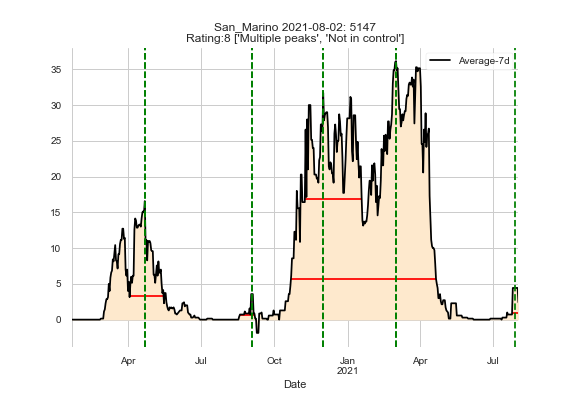 San_Marino 2021-08-02: 5147
Rating:8 ['Multiple peaks', 'Not in control']
Average-7d
35
30
25
20
15
10
5
0
Apr
Jul
Oct
Jan
2021
Apr
Jul
Date